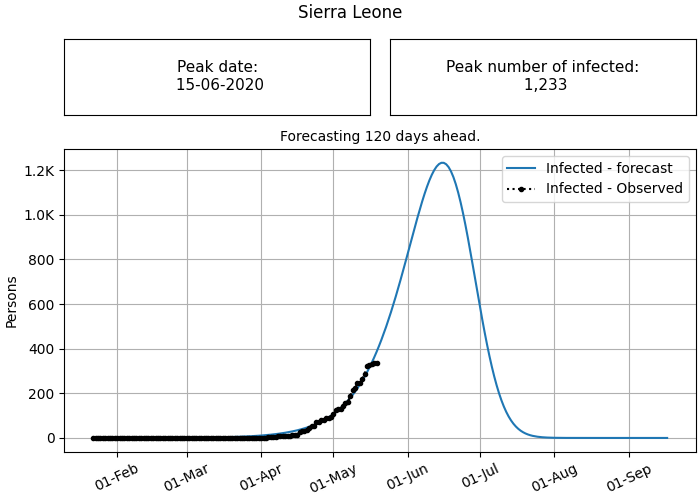 Sierra Leone
Peak date:
15-06-2020
Peak number of infected:
1,233
Forecasting 120 days ahead.
Infected - forecast
Infected - Observed
Persons
1.2K
1.0K
800
600
400
200
0
01-Feb
01-Mar
01-Apr
01-May
01-Jun
01-Jul
01-Aug
01-Sep